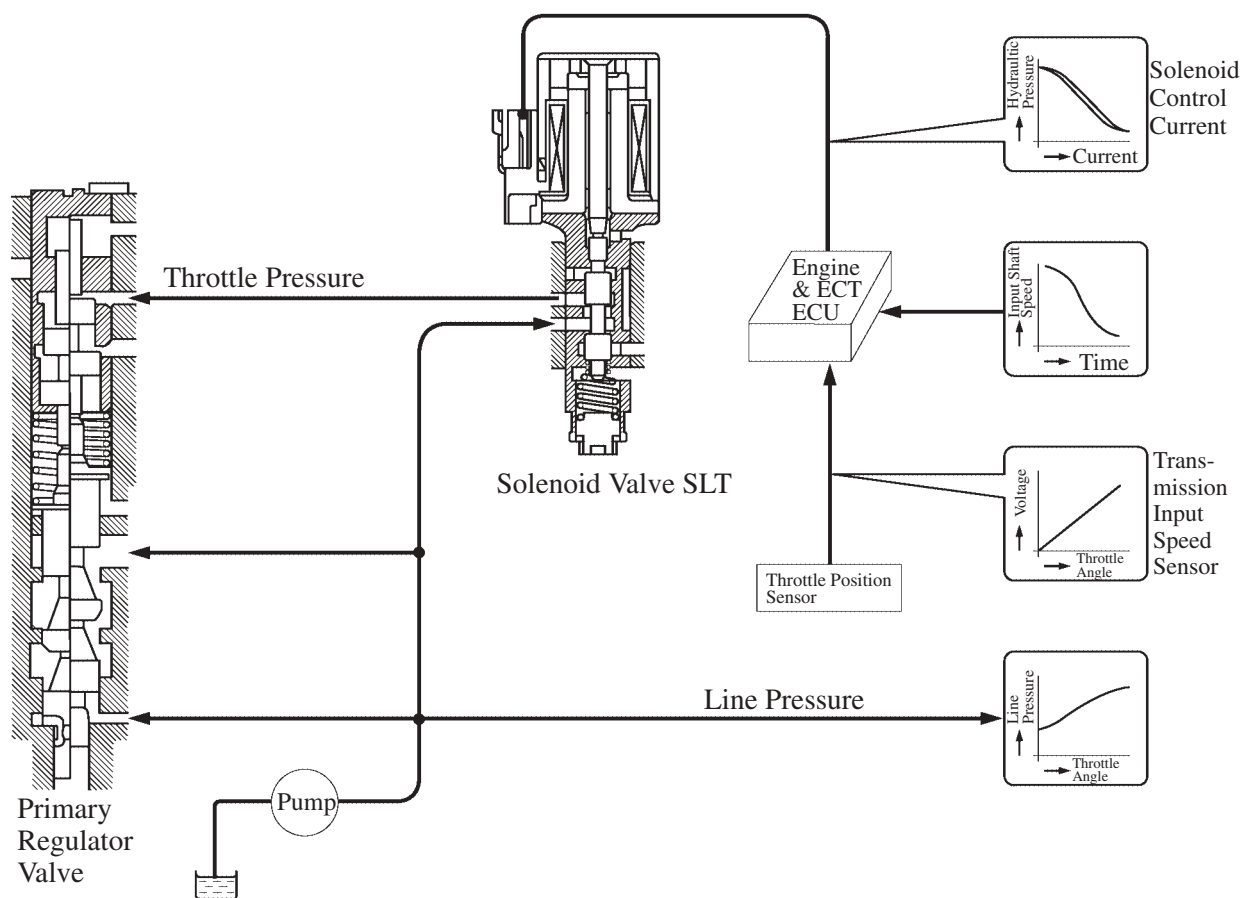 Hydraultic
Pressure
Current
Solenoid
Control
Current
Throttle Pressure
Engine
& ECT
ECU
Input Shaft
Speed
Time
Solenoid Valve SLT
Voltage
Throttle
Angle
Trans-
mission
Input
Speed
Sensor
Throttle Position
Sensor
Line Pressure
Line
Pressure
Throttle
Angle
Pump
Primary
Regulator
Valve